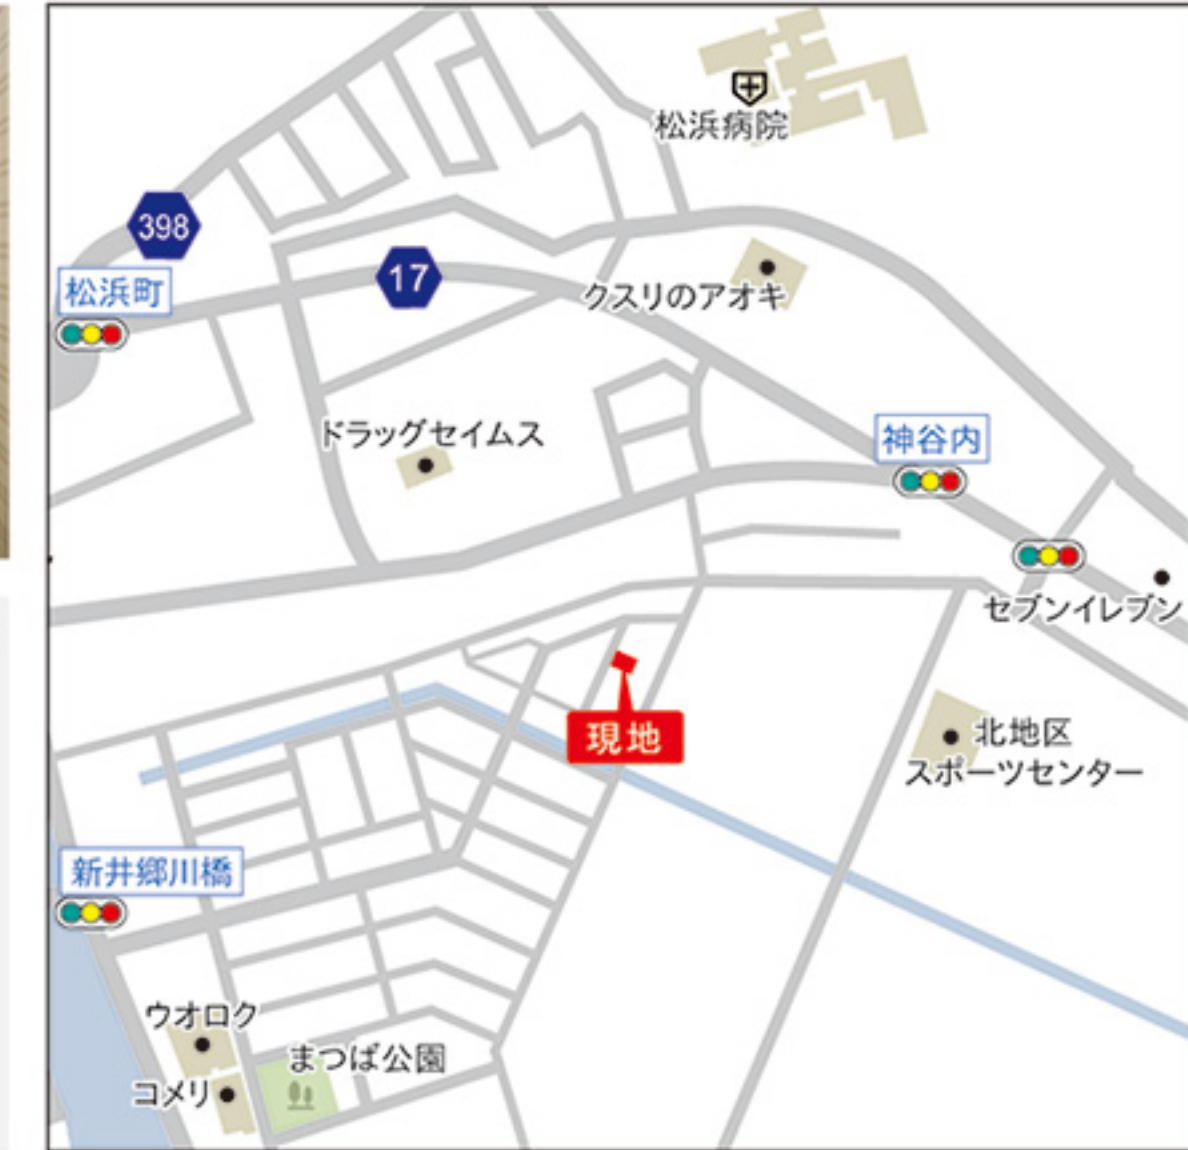 松浜病院
398
松浜町
17
クスリのアオキ
ドラッグセイムス
神谷内
セブンイレブン
現地
北地区
スポーツセンター
新井郷川橋
ウオロク
まつば公園
コメリ